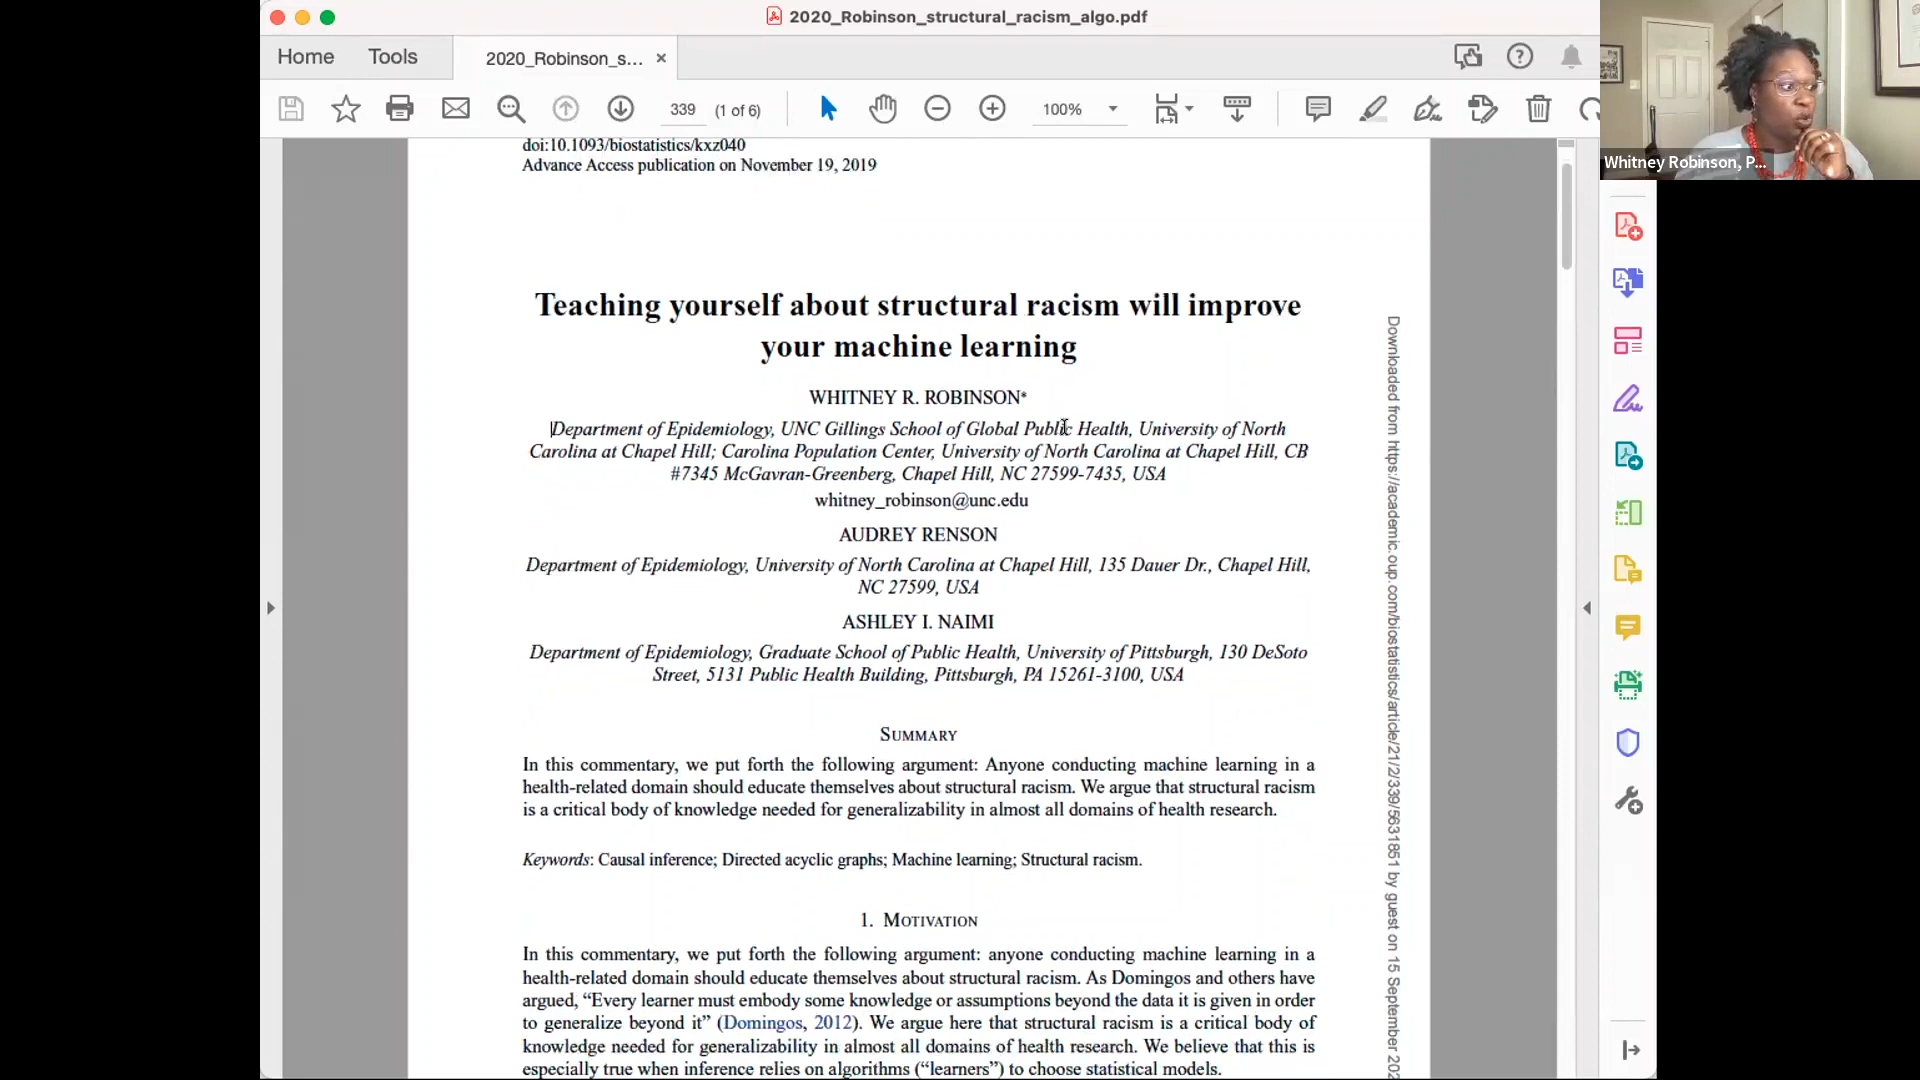 2020_Robinson_structural_racism_algo.pdf
Home
Tools
2020_Robinson_s...
339
(1 of 6)
100%
Whitney Robinson, P...
doi:10.1093/biostatistics/kxz040
Advance Access publication on November 19, 2019
Teaching yourself about structural racism will improve
your machine learning
WHITNEY R. ROBINSON*
Department of Epidemiology, UNC Gillings School of Global Public Health, University of North
Carolina at Chapel Hill; Carolina Population Center, University of North Carolina at Chapel Hill, CB
#7345 McGavran-Greenberg, Chapel Hill, NC 27599-7435, USA
whitney_robinson@unc.edu
AUDREY RENSON
Department of Epidemiology, University of North Carolina at Chapel Hill, 135 Dauer Dr., Chapel Hill,
NC 27599, USA
ASHLEY I. NAIMI
Department of Epidemiology, Graduate School of Public Health, University of Pittsburgh, 130 DeSoto
Street, 5131 Public Health Building, Pittsburgh, PA 15261-3100, USA
SUMMARY
In this commentary, we put forth the following argument: Anyone conducting machine learning in a
health-related domain should educate themselves about structural racism. We argue that structural racism
is a critical body of knowledge needed for generalizability in almost all domains of health research.
Keywords: Causal inference; Directed acyclic graphs; Machine learning; Structural racism.
1. MOTIVATION
In this commentary, we put forth the following argument: anyone conducting machine learning in a
health-related domain should educate themselves about structural racism. As Domingos and others have
argued, “Every learner must embody some knowledge or assumptions beyond the data it is given in order
to generalize beyond it” (Domingos, 2012). We argue here that structural racism is a critical body of
knowledge needed for generalizability in almost all domains of health research. We believe that this is
especially true when inference relies on algorithms (“learners”) to choose statistical models.
Downloaded from https://academic.oup.com/biostatistics/article/21/2/339/5631851 by guest on 15 September 202